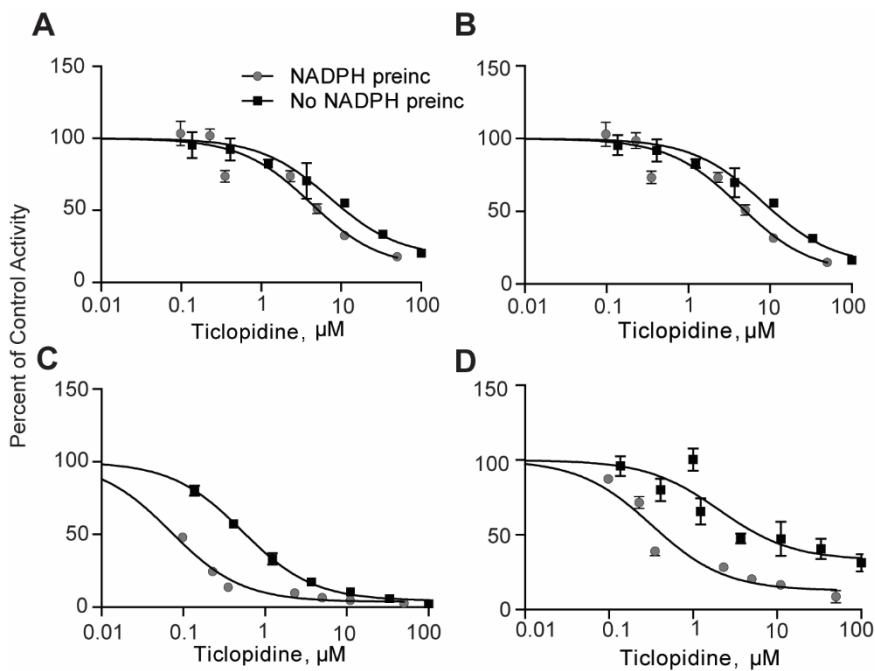 A
B
150
100
50
0
NADPH preinc
No NADPH preinc
0.01 0.1 1 10 100
Ticlopidine, µM
150
100
50
0
0.01 0.1 1 10 100
Ticlopidine, µM
Percent of Control Activity
C
D
150
100
50
0
0.01 0.1 1 10 100
Ticlopidine, µM
150
100
50
0
0.01 0.1 1 10 100
Ticlopidine, µM